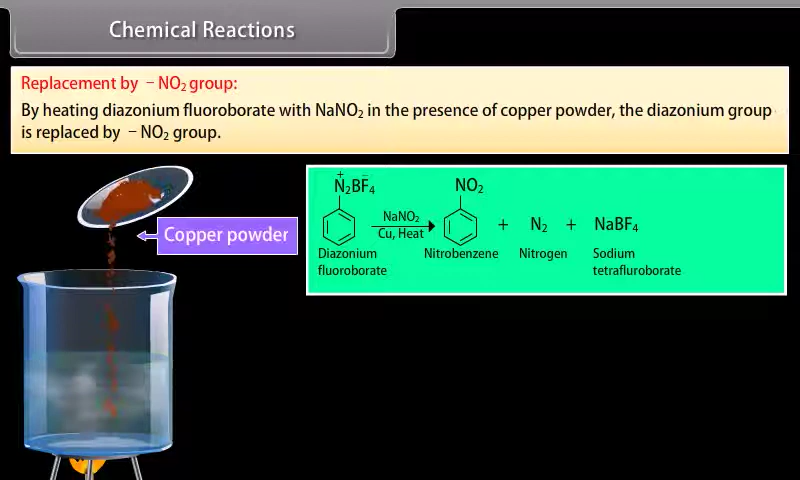 Chemical Reactions
Replacement by – NO₂ group:
By heating diazonium fluoroborate with NaNO₂ in the presence of copper powder, the diazonium group
is replaced by – NO₂ group.
Copper powder
N₂⁺BF₄⁻
NO₂
NaNO₂
Cu, Heat
+ N₂ + NaBF₄
Diazonium Nitrobenzene Nitrogen Sodium
fluoroborate tetrafluroborate